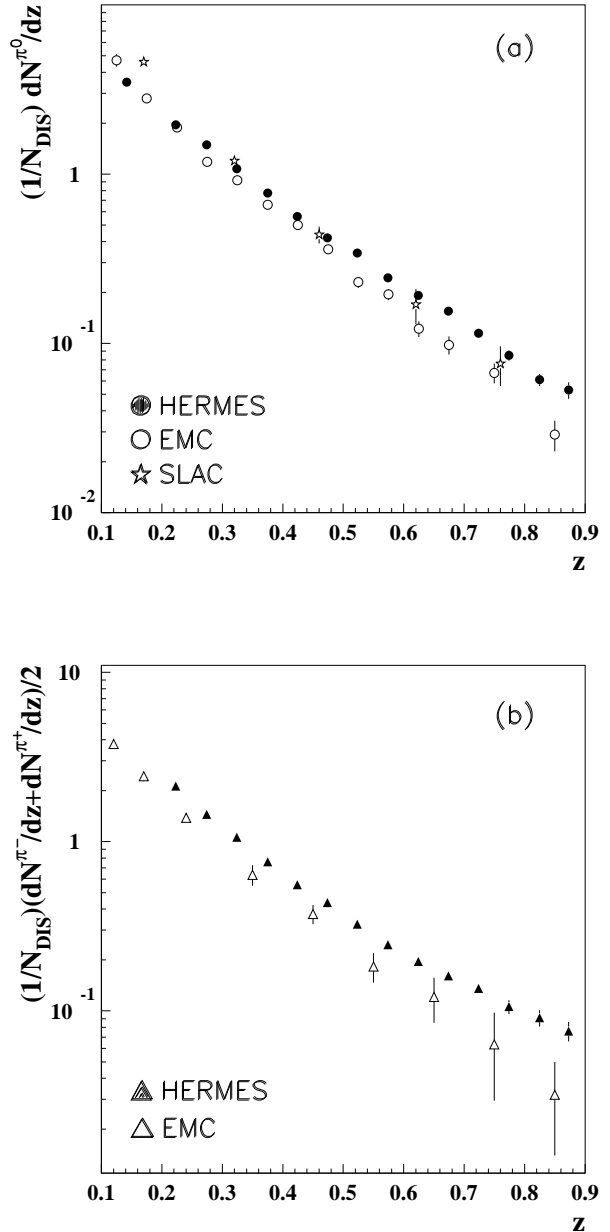 (1/N_DIS) dN^π0/dz
(a)
1
10^-1
10^-2
HERMES
EMC
SLAC
0.1 0.2 0.3 0.4 0.5 0.6 0.7 0.8 0.9
z
(1/N_DIS)(dN^π-/dz+dN^π+/dz)/2
(b)
10
1
10^-1
HERMES
EMC
0.1 0.2 0.3 0.4 0.5 0.6 0.7 0.8 0.9
z